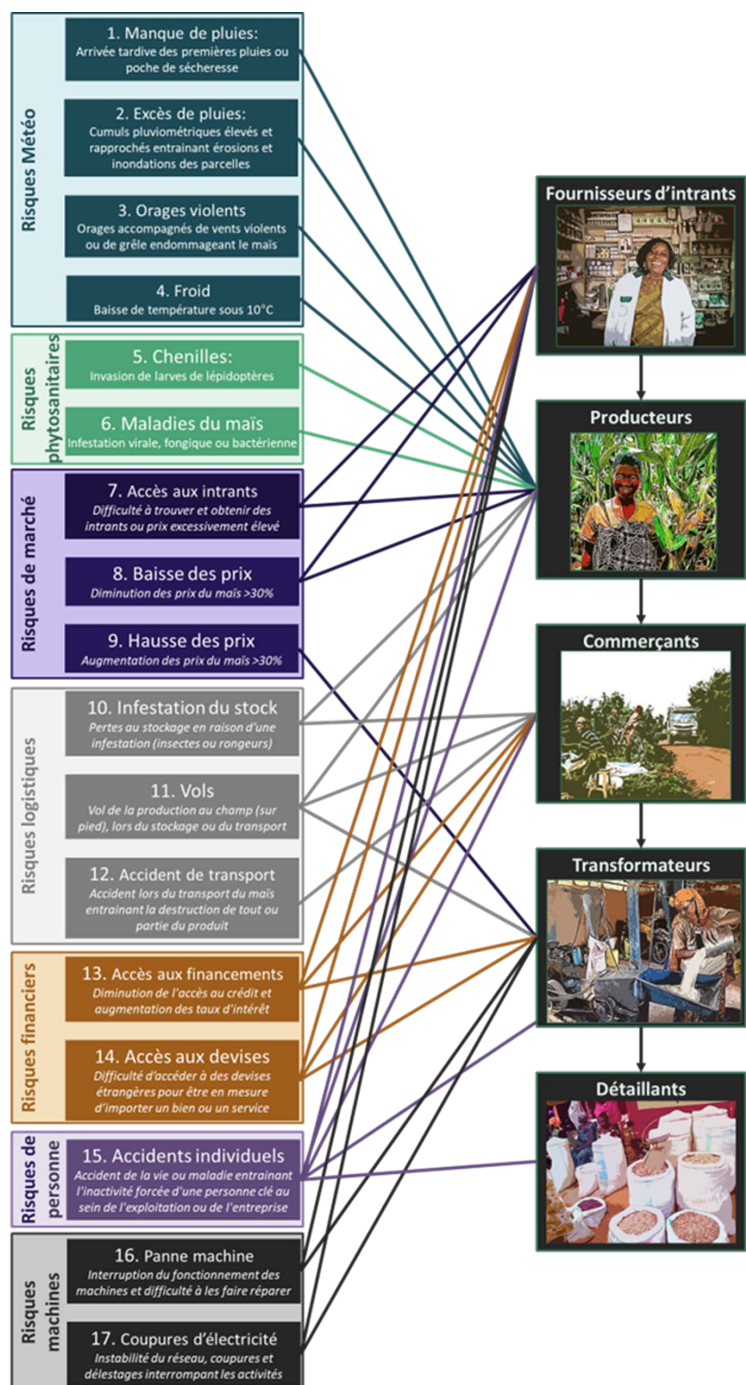 Risques Météo
1. Manque de pluies:
Arrivée tardive des premières pluies ou
poche de sécheresse
2. Excès de pluies:
Cumuls pluviométriques élevés et
rapprochés entrainant érosions et
inondations des parcelles
3. Orages violents
Orages accompagnés de vents violents
ou de grêle endommageant le maïs
4. Froid
Baisse de température sous 10°C
Risques
phytosanitaires
5. Chenilles:
Invasion de larves de lépidoptères
6. Maladies du maïs
Infestation virale, fongique ou bactérienne
Risques de marché
7. Accès aux intrants
Difficulté à trouver et obtenir des
intrants ou prix excessivement élevé
8. Baisse des prix
Diminution des prix du maïs >30%
9. Hausse des prix
Augmentation des prix du maïs >30%
Risques logistiques
10. Infestation du stock
Pertes au stockage en raison d'une
infestation (insectes ou rongeurs)
11. Vols
Vol de la production au champ (sur
pied), lors du stockage ou du transport
12. Accident de transport
Accident lors du transport du maïs
entrainant la destruction de tout ou
partie du produit
Risques financiers
13. Accès aux financements
Diminution de l'accès au crédit et
augmentation des taux d'intérêt
14. Accès aux devises
Difficulté d'accéder à des devises
étrangères pour être en mesure
d'importer un bien ou un service
Risques de
personne
15. Accidents individuels
Accident de la vie ou maladie entrainant
l'inactivité forcée d'une personne clé au
sein de l'exploitation ou de l'entreprise
Risques
machines
16. Panne machine
Interruption du fonctionnement des
machines et difficulté à les faire réparer
17. Coupures d'électricité
Instabilité du réseau, coupures et
délestages interrompant les activités
Fournisseurs d'intrants
Producteurs
Commerçants
Transformateurs
Détaillants